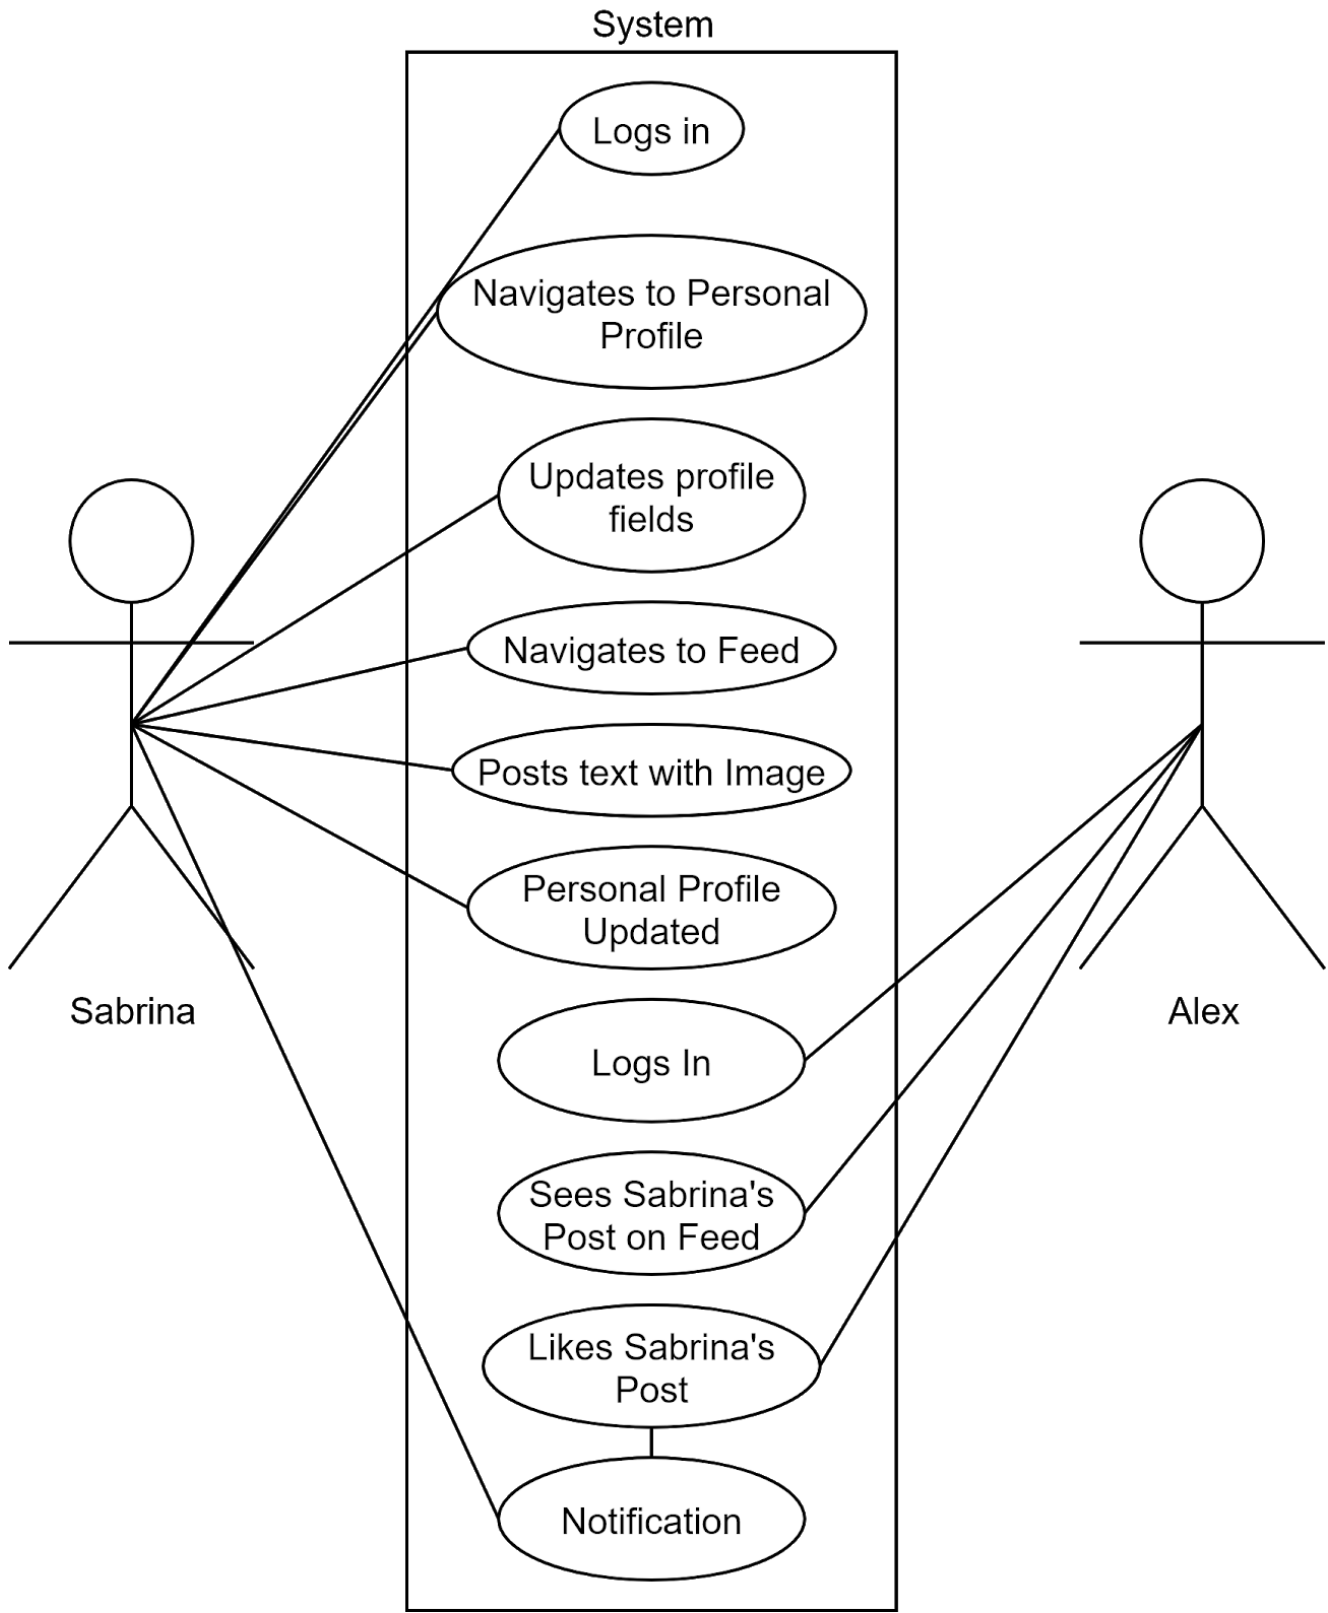 System
Logs in
Navigates to Personal
Profile
Updates profile
fields
Navigates to Feed
Posts text with Image
Personal Profile
Updated
Sabrina
Alex
Logs In
Sees Sabrina's
Post on Feed
Likes Sabrina's
Post
Notification